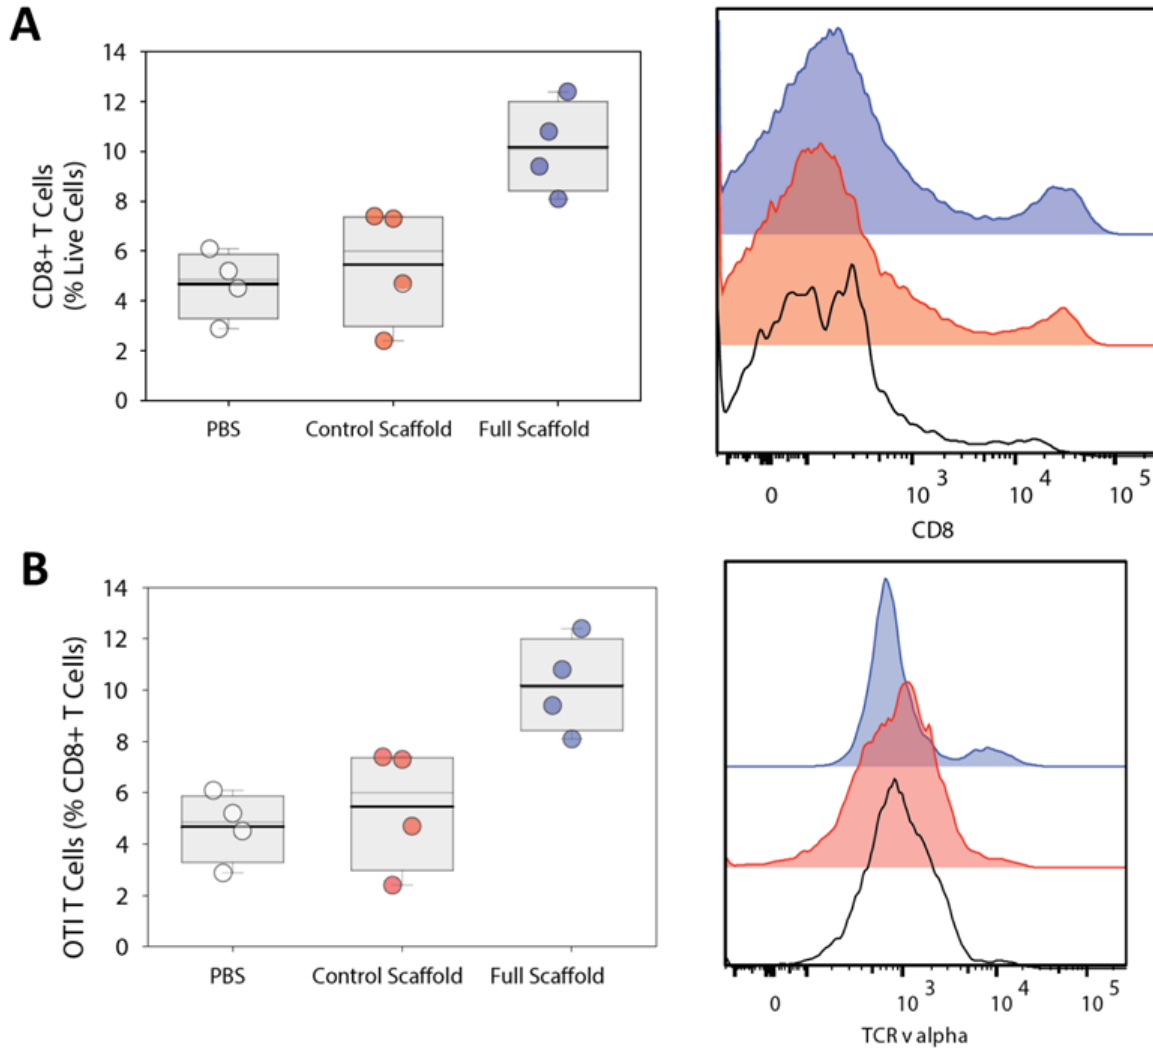 A
CD8+ T Cells
(% Live Cells)
14
12
10
8
6
4
2
0
PBS Control Scaffold Full Scaffold
0 10 3 10 4 10 5
CD8
B
OTI T Cells (% CD8+ T Cells)
14
12
10
8
6
4
2
0
PBS Control Scaffold Full Scaffold
0 10 3 10 4 10 5
TCR v alpha